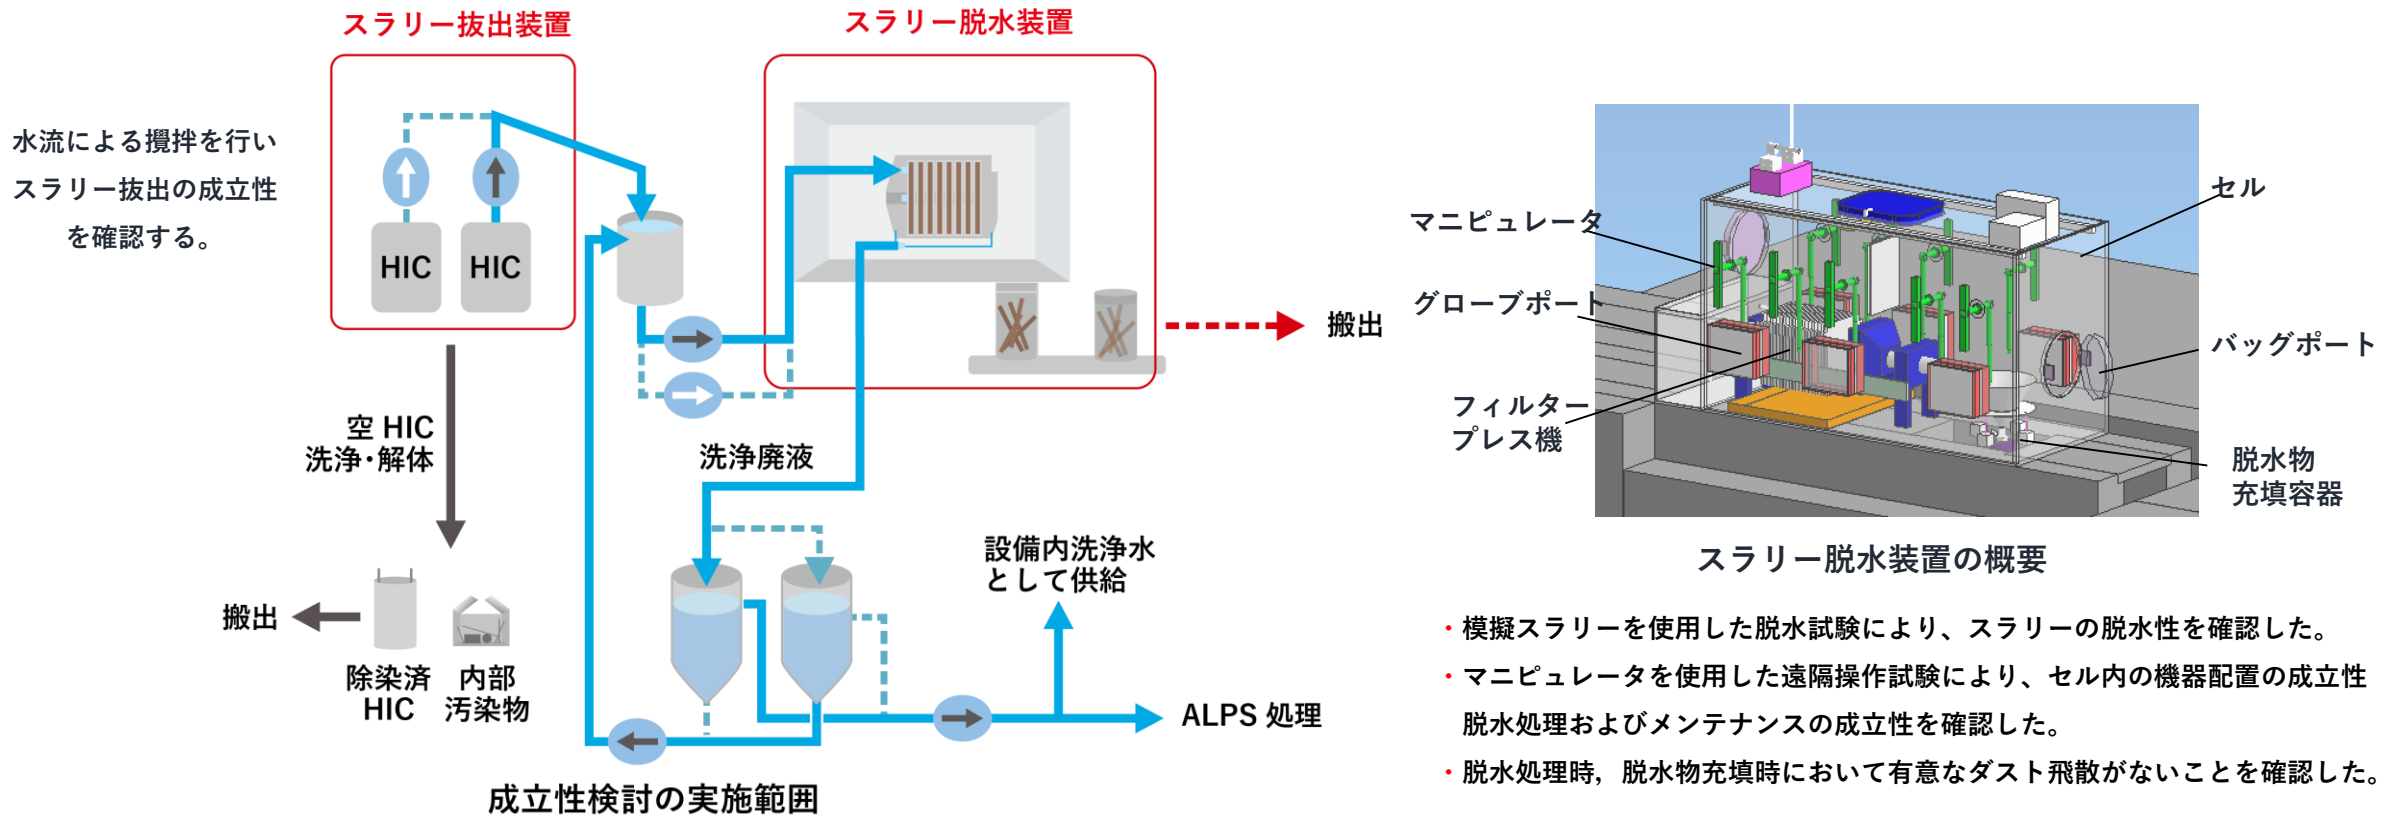 スラリー抜出装置
スラリー脱水装置
水流による攪拌を行い
スラリー抜出の成立性
を確認する。
HIC
HIC
搬出
空 HIC
洗浄・解体
洗浄廃液
設備内洗浄水
として供給
搬出
除染済
HIC
内部
汚染物
ALPS 処理
成立性検討の実施範囲
セル
マニピュレータ
グローブポート
バッグポート
フィルター
プレス機
脱水物
充填容器
スラリー脱水装置の概要
・模擬スラリーを使用した脱水試験により、スラリーの脱水性を確認した。
・マニピュレータを使用した遠隔操作試験により、セル内の機器配置の成立性
脱水処理およびメンテナンスの成立性を確認した。
・脱水処理時，脱水物充填時において有意なダスト飛散がないことを確認した。